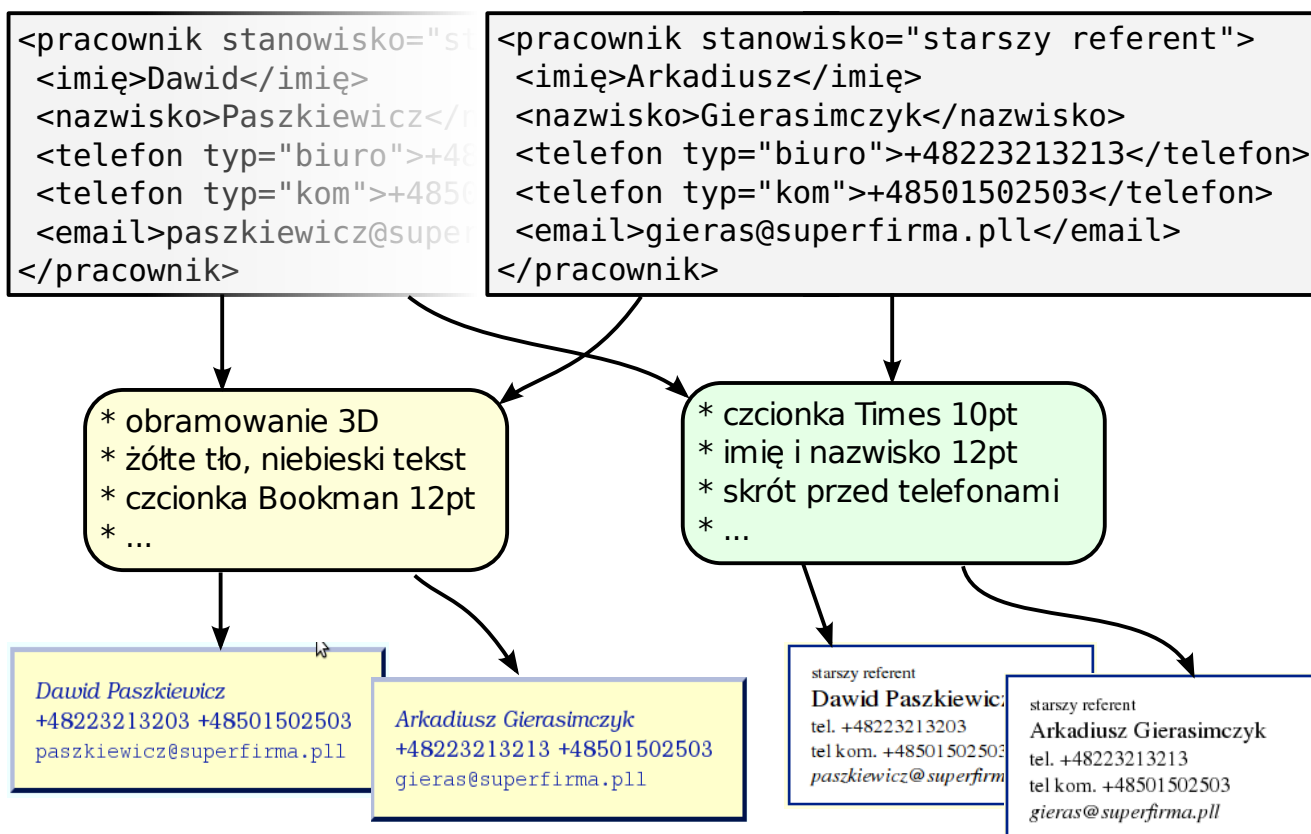 <pracownik stanowisko="st
<imię>Dawid</imię>
<nazwisko>Paszkiewicz</n
<telefon typ="biuro">+48
<telefon typ="kom">+4850
<email>paszkiewicz@super
</pracownik>
<pracownik stanowisko="starszy referent">
<imię>Arkadiusz</imię>
<nazwisko>Gierasimczyk</nazwisko>
<telefon typ="biuro">+48223213213</telefon>
<telefon typ="kom">+48501502503</telefon>
<email>gieras@superfirma.pll</email>
</pracownik>
* obramowanie 3D
* żółte tło, niebieski tekst
* czcionka Bookman 12pt
* ...
* czcionka Times 10pt
* imię i nazwisko 12pt
* skrót przed telefonami
* ...
Dawid Paszkiewicz
+48223213203 +48501502503
paszkiewicz@superfirma.pll
Arkadiusz Gierasimczyk
+48223213213 +48501502503
gieras@superfirma.pll
starszy referent
Dawid Paszkiewicz
tel. +48223213203
tel kom. +48501502503
paszkiewicz@superfirm
starszy referent
Arkadiusz Gierasimczyk
tel. +48223213213
tel kom. +48501502503
gieras@superfirma.pll